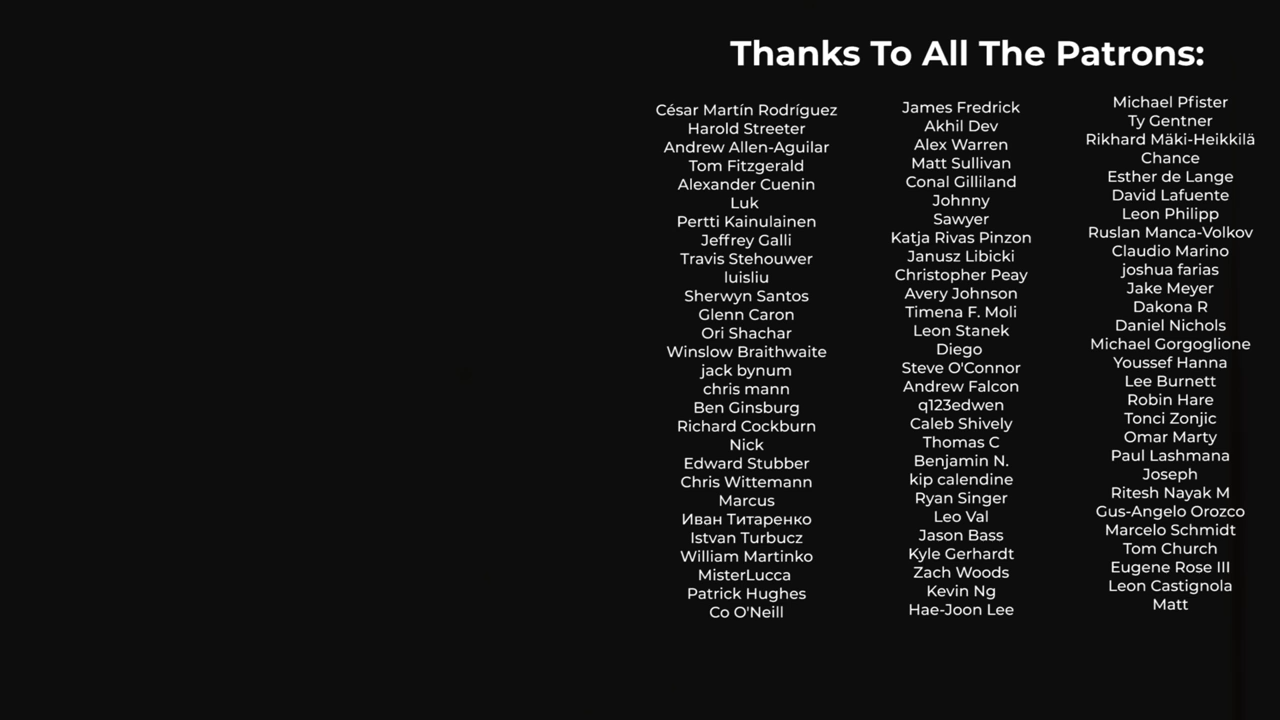 Thanks To All The Patrons:
César Martín Rodríguez
Harold Streeter
Andrew Allen-Aguilar
Tom Fitzgerald
Alexander Cuenin
Luk
Pertti Kainulainen
Jeffrey Galli
Travis Stehouwer
luisliu
Sherwyn Santos
Glenn Caron
Ori Shachar
Winslow Braithwaite
jack bynum
chris mann
Ben Ginsburg
Richard Cockburn
Nick
Edward Stubber
Chris Wittemann
Marcus
Иван Титаренко
Istvan Turbucz
William Martinko
MisterLucca
Patrick Hughes
Co O'Neill
James Fredrick
Akhil Dev
Alex Warren
Matt Sullivan
Conal Gilliland
Johnny
Sawyer
Katja Rivas Pinzon
Janusz Libicki
Christopher Peay
Avery Johnson
Timena F. Moli
Leon Stanek
Diego
Steve O'Connor
Andrew Falcon
q123edwen
Caleb Shively
Thomas C
Benjamin N.
kip calendine
Ryan Singer
Leo Val
Jason Bass
Kyle Gerhardt
Zach Woods
Kevin Ng
Hae-Joon Lee
Michael Pfister
Ty Gentner
Rikhard Mäki-Heikkilä
Chance
Esther de Lange
David Lafuente
Leon Philipp
Ruslan Manca-Volkov
Claudio Marino
joshua farias
Jake Meyer
Dakona R
Daniel Nichols
Michael Gorgoglione
Youssef Hanna
Lee Burnett
Robin Hare
Tonci Zonjic
Omar Marty
Paul Lashmana
Joseph
Ritesh Nayak M
Gus-Angelo Orozco
Marcelo Schmidt
Tom Church
Eugene Rose III
Leon Castignola
Matt